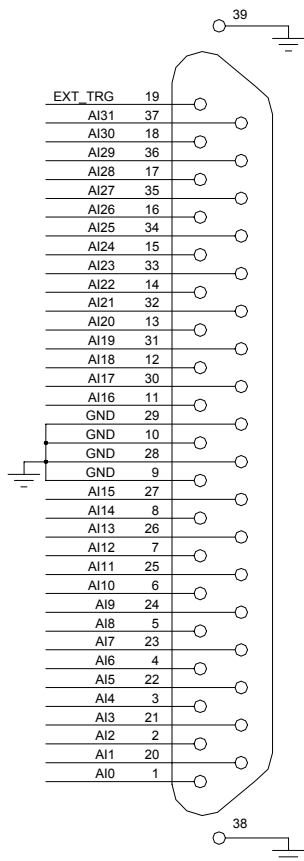 39
EXT_TRG 19
AI31 37
AI30 18
AI29 36
AI28 17
AI27 35
AI26 16
AI25 34
AI24 15
AI23 33
AI22 14
AI21 32
AI20 13
AI19 31
AI18 12
AI17 30
AI16 11
GND 29
GND 10
GND 28
GND 9
AI15 27
AI14 8
AI13 26
AI12 7
AI11 25
AI10 6
AI9 24
AI8 5
AI7 23
AI6 4
AI5 22
AI4 3
AI3 21
AI2 2
AI1 20
AI0 1
38